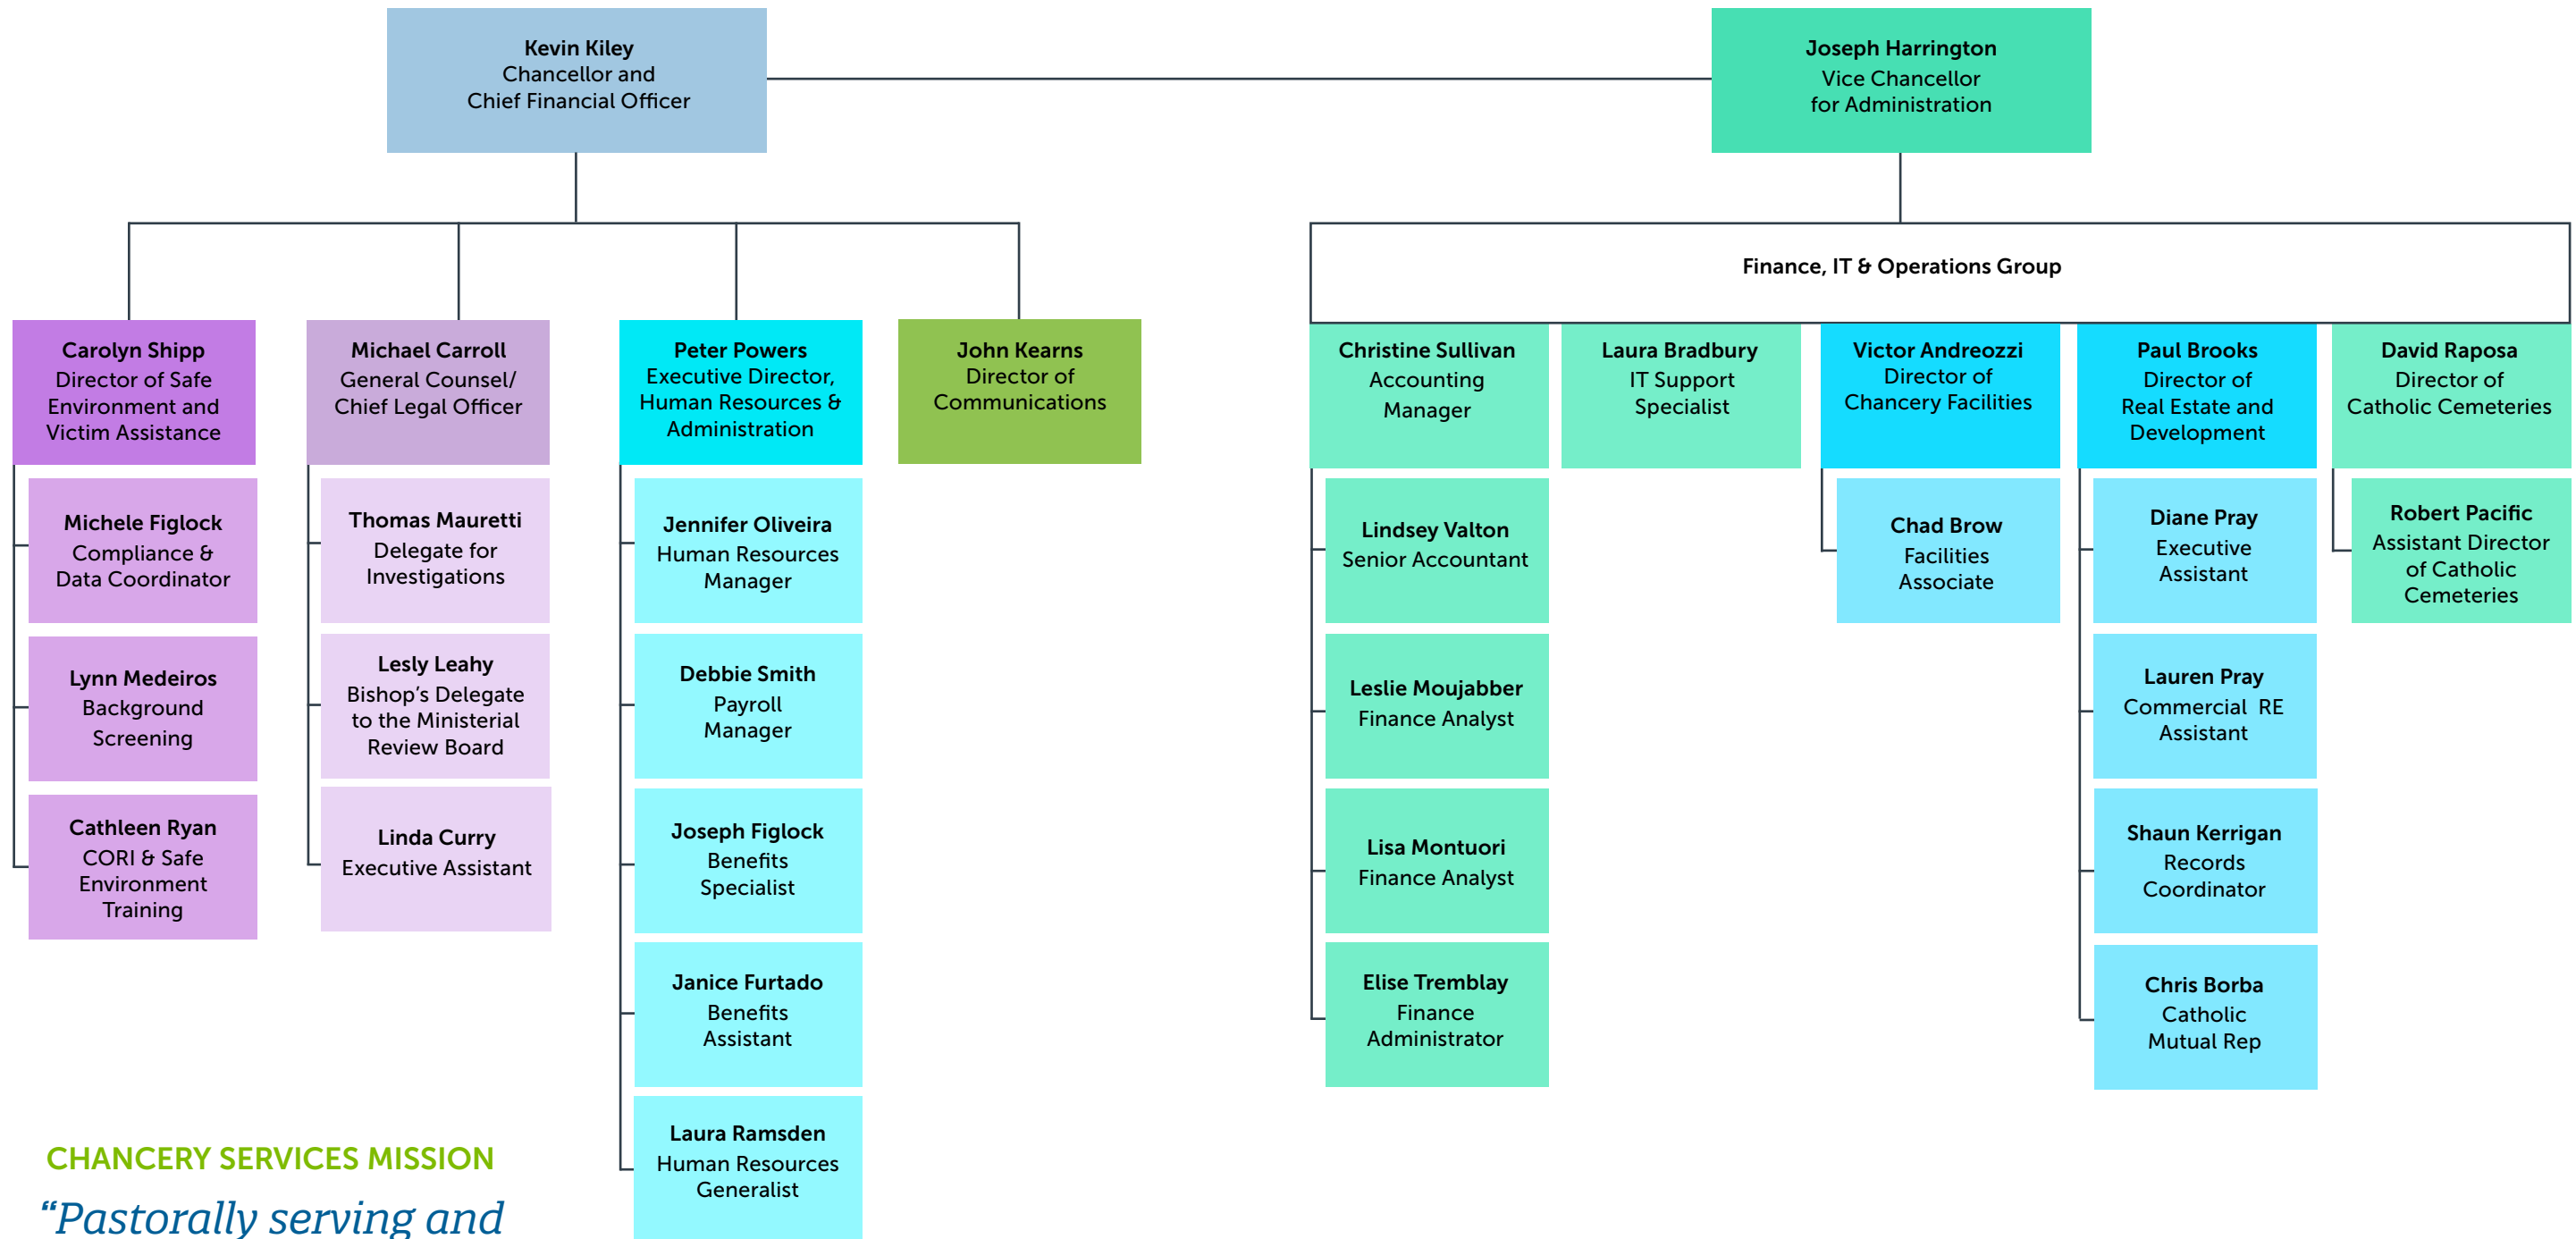 Kevin Kiley
Chancellor and
Chief Financial Officer
Joseph Harrington
Vice Chancellor
for Administration
Finance, IT & Operations Group
Carolyn Shipp
Director of Safe
Environment and
Victim Assistance
Michele Figlock
Compliance &
Data Coordinator
Lynn Medeiros
Background
Screening
Cathleen Ryan
CORI & Safe
Environment
Training
Michael Carroll
General Counsel/
Chief Legal Officer
Thomas Mauretti
Delegate for
Investigations
Lesly Leahy
Bishop’s Delegate
to the Ministerial
Review Board
Linda Curry
Executive Assistant
Peter Powers
Executive Director,
Human Resources &
Administration
Jennifer Oliveira
Human Resources
Manager
Debbie Smith
Payroll
Manager
Joseph Figlock
Benefits
Specialist
Janice Furtado
Benefits
Assistant
Laura Ramsden
Human Resources
Generalist
John Kearns
Director of
Communications
Christine Sullivan
Accounting
Manager
Lindsey Valton
Senior Accountant
Leslie Moujabber
Finance Analyst
Lisa Montuori
Finance Analyst
Elise Tremblay
Finance
Administrator
Laura Bradbury
IT Support
Specialist
Victor Andreozzi
Director of
Chancery Facilities
Chad Brow
Facilities
Associate
Paul Brooks
Director of
Real Estate and
Development
Diane Pray
Executive
Assistant
Lauren Pray
Commercial RE
Assistant
Shaun Kerrigan
Records
Coordinator
Chris Borba
Catholic
Mutual Rep
David Raposa
Director of
Catholic Cemeteries
Robert Pacific
Assistant Director
of Catholic
Cemeteries
CHANCERY SERVICES MISSION
“Pastorally serving and